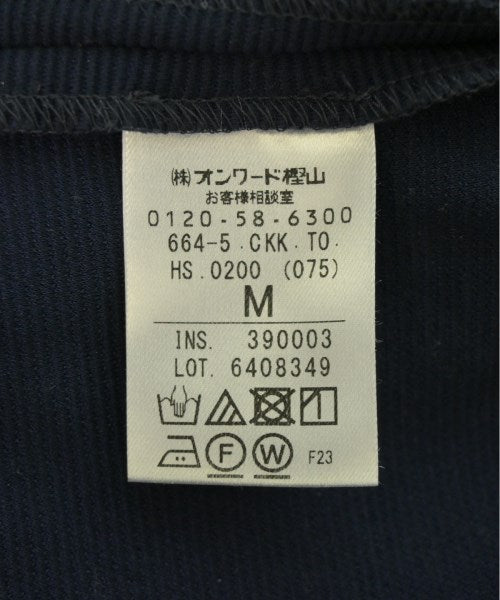 (株)オンワード樫山
お客様相談室
0120-58-6300
664-5.CKK.TO.
HS.0200 (075)
M
INS. 390003
LOT. 6408349
F W F23